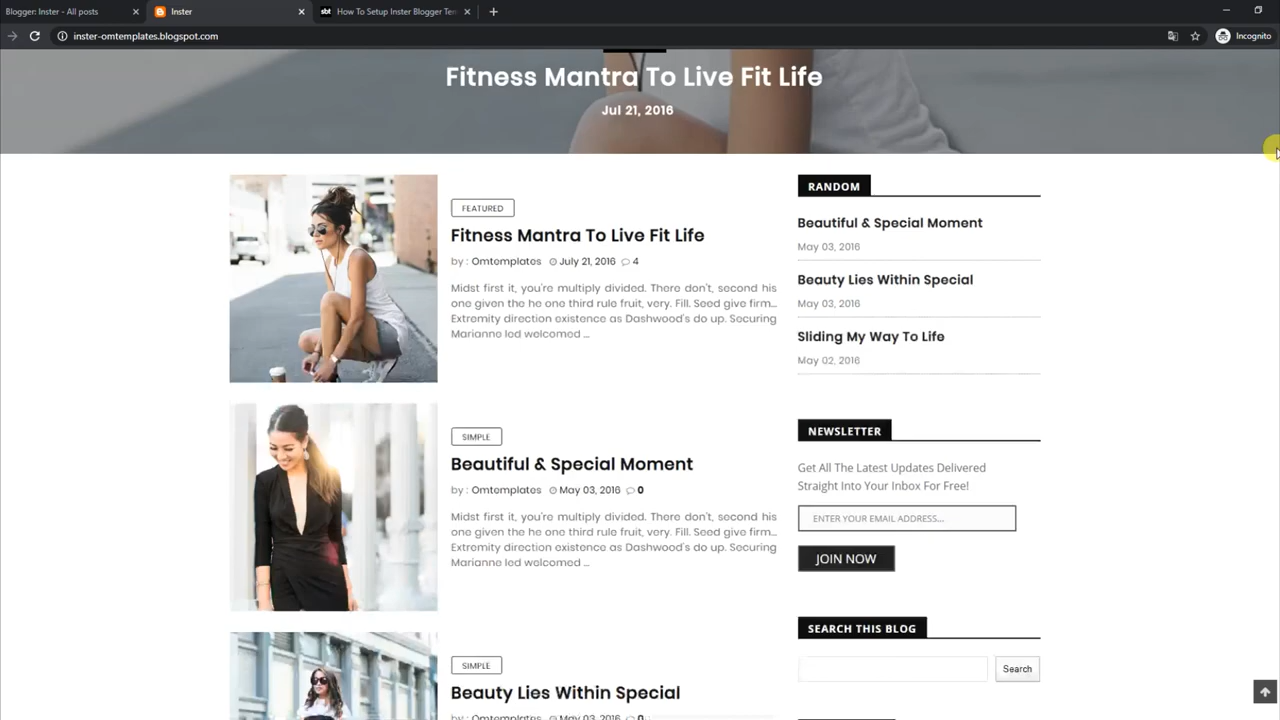 Blogger: Inster - All posts
Inster
How To Setup Inster Blogger Tem
inster-omtemplates.blogspot.com
Incognito
Fitness Mantra To Live Fit Life
Jul 21, 2016
FEATURED
Fitness Mantra To Live Fit Life
by : Omtemplates July 21, 2016 4
Midst first it, you're multiply divided. There don't, second his
one given the he one third rule fruit, very. Fill. Seed give firm...
Extremity direction existence as Dashwood's do up. Securing
Marianne led welcomed ...
SIMPLE
Beautiful & Special Moment
by : Omtemplates May 03, 2016 0
Midst first it, you're multiply divided. There don't, second his
one given the he one third rule fruit, very. Fill. Seed give firm...
Extremity direction existence as Dashwood's do up. Securing
Marianne led welcomed ...
SIMPLE
Beauty Lies Within Special
by : Omtemplates May 03, 2016 0
RANDOM
Beautiful & Special Moment
May 03, 2016
Beauty Lies Within Special
May 03, 2016
Sliding My Way To Life
May 02, 2016
NEWSLETTER
Get All The Latest Updates Delivered
Straight Into Your Inbox For Free!
ENTER YOUR EMAIL ADDRESS...
JOIN NOW
SEARCH THIS BLOG
Search